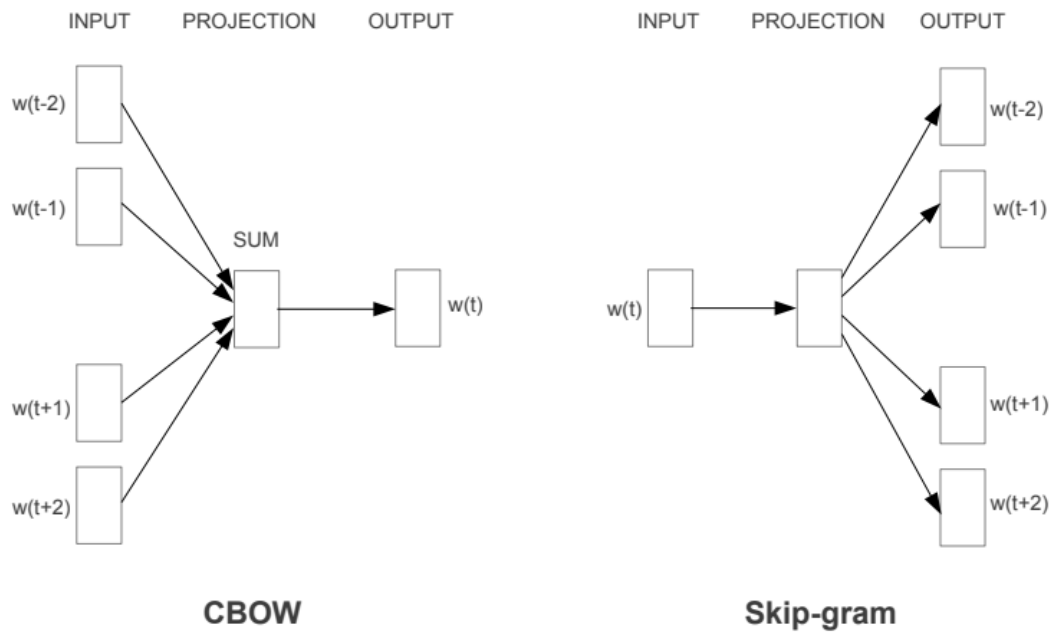 INPUT PROJECTION OUTPUT
w(t-2)
w(t-1)
SUM
w(t)
w(t+1)
w(t+2)
CBOW
INPUT PROJECTION OUTPUT
w(t-2)
w(t-1)
w(t)
w(t+1)
w(t+2)
Skip-gram